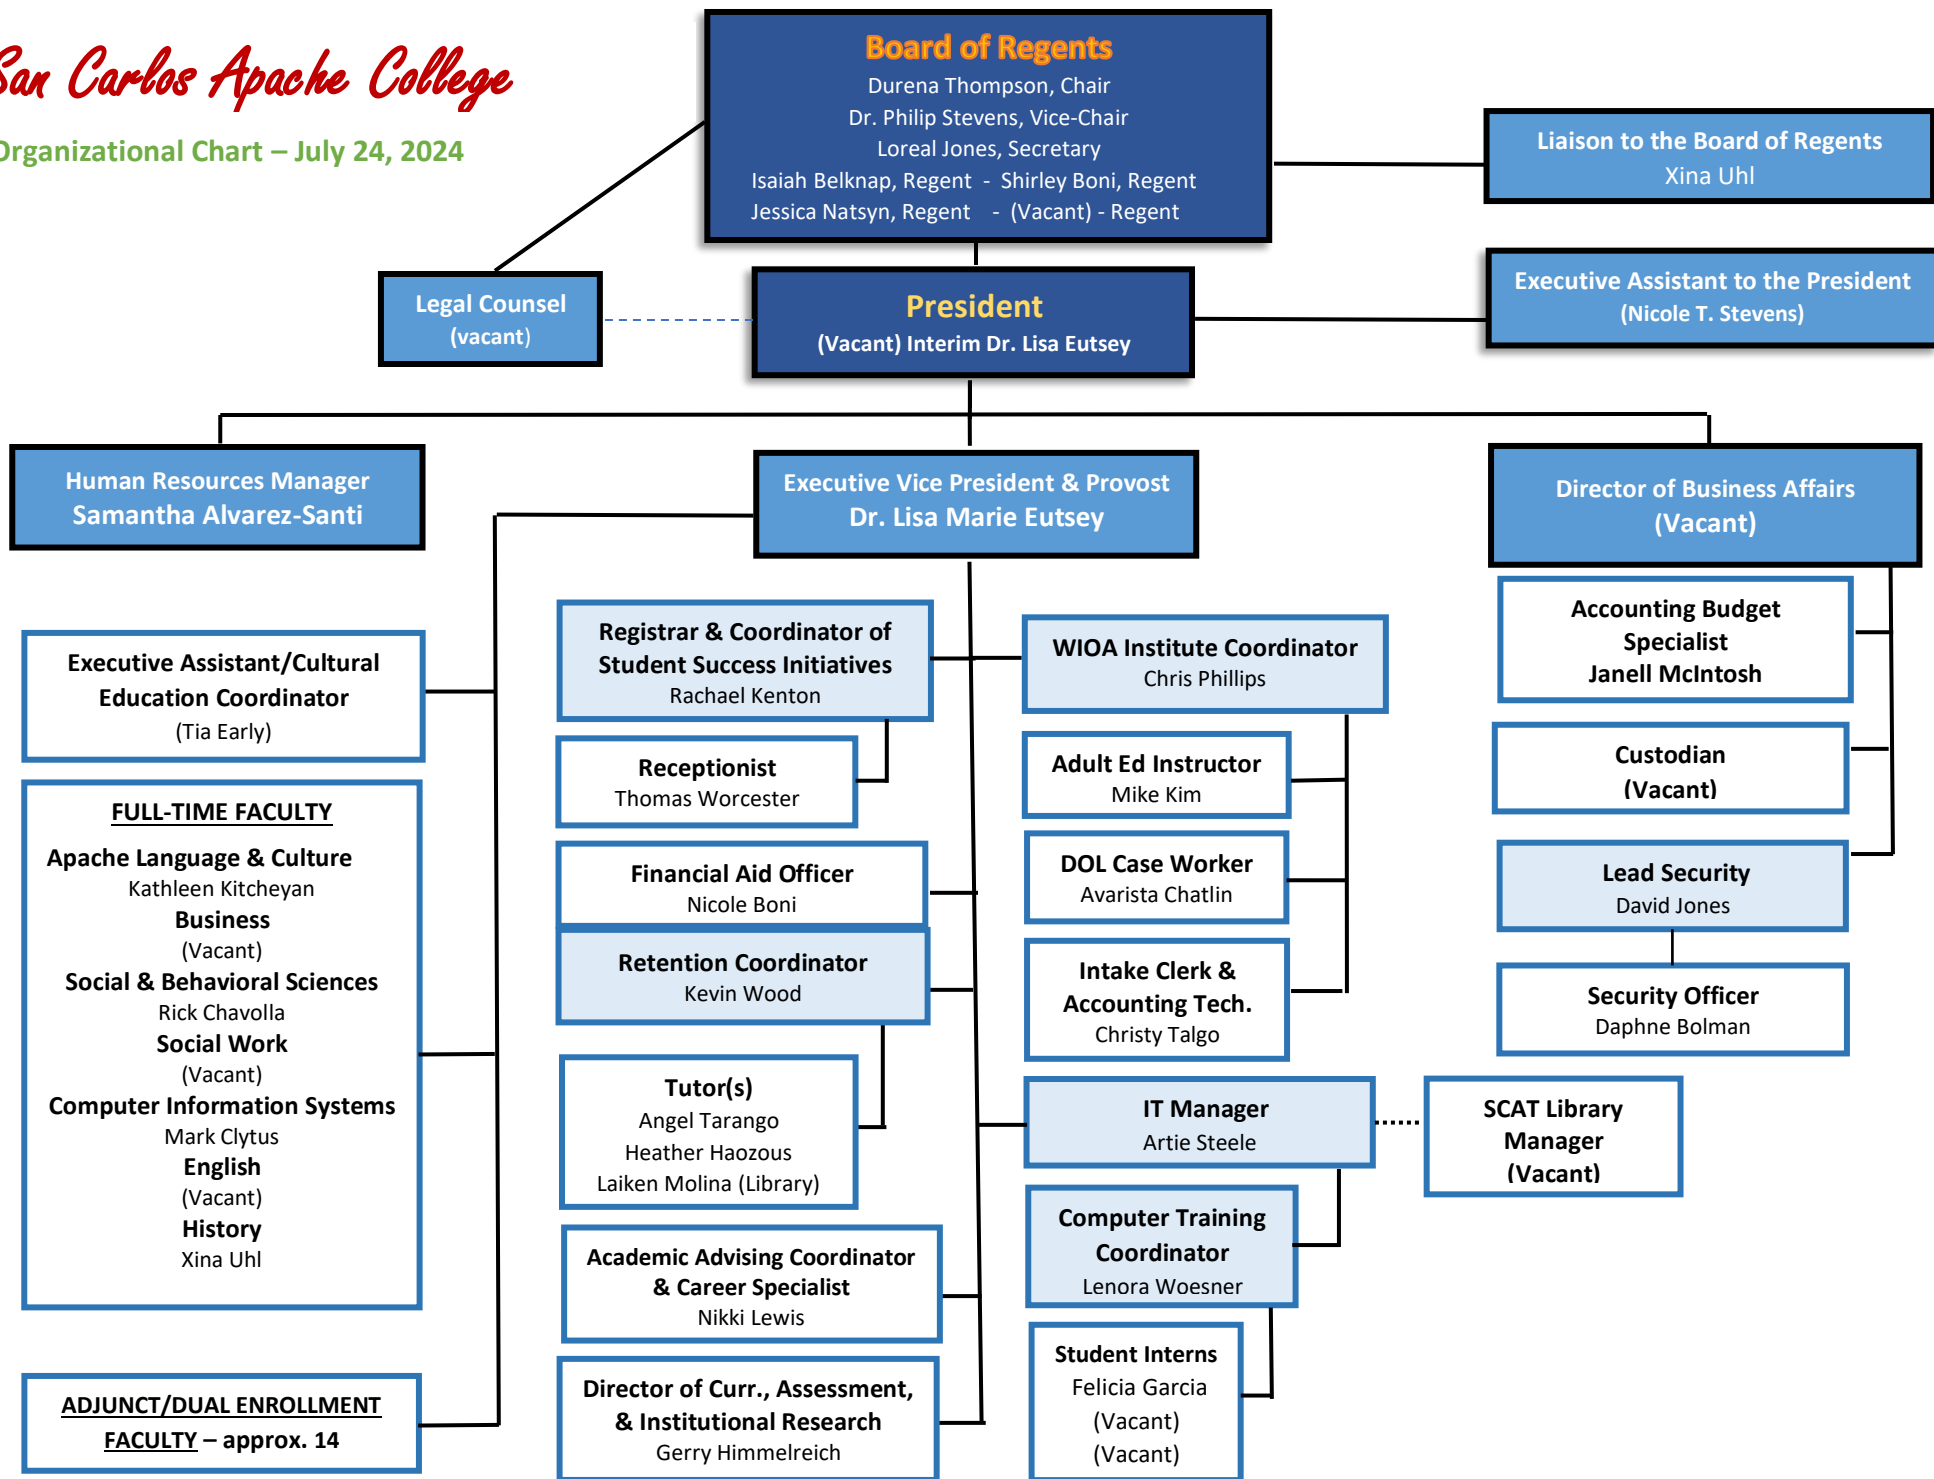 San Carlos Apache College
Organizational Chart – July 24, 2024
Board of Regents
Durena Thompson, Chair
Dr. Philip Stevens, Vice-Chair
Loreal Jones, Secretary
Isaiah Belknap, Regent - Shirley Boni, Regent
Jessica Natsyn, Regent - (Vacant) - Regent
Liaison to the Board of Regents
Xina Uhl
Legal Counsel
(vacant)
President
(Vacant) Interim Dr. Lisa Eutsey
Executive Assistant to the President
(Nicole T. Stevens)
Human Resources Manager
Samantha Alvarez-Santi
Executive Vice President & Provost
Dr. Lisa Marie Eutsey
Director of Business Affairs
(Vacant)
Executive Assistant/Cultural
Education Coordinator
(Tia Early)
FULL-TIME FACULTY
Apache Language & Culture
Kathleen Kitcheyan
Business
(Vacant)
Social & Behavioral Sciences
Rick Chavolla
Social Work
(Vacant)
Computer Information Systems
Mark Clytus
English
(Vacant)
History
Xina Uhl
ADJUNCT/DUAL ENROLLMENT
FACULTY – approx. 14
Registrar & Coordinator of
Student Success Initiatives
Rachael Kenton
Receptionist
Thomas Worcester
Financial Aid Officer
Nicole Boni
Retention Coordinator
Kevin Wood
Tutor(s)
Angel Tarango
Heather Haozous
Laiken Molina (Library)
Academic Advising Coordinator
& Career Specialist
Nikki Lewis
Director of Curr., Assessment,
& Institutional Research
Gerry Himmelreich
WIOA Institute Coordinator
Chris Phillips
Adult Ed Instructor
Mike Kim
DOL Case Worker
Avarista Chatlin
Intake Clerk &
Accounting Tech.
Christy Talgo
IT Manager
Artie Steele
Computer Training
Coordinator
Lenora Woesner
Student Interns
Felicia Garcia
(Vacant)
(Vacant)
Accounting Budget
Specialist
Janell McIntosh
Custodian
(Vacant)
Lead Security
David Jones
Security Officer
Daphne Bolman
SCAT Library
Manager
(Vacant)